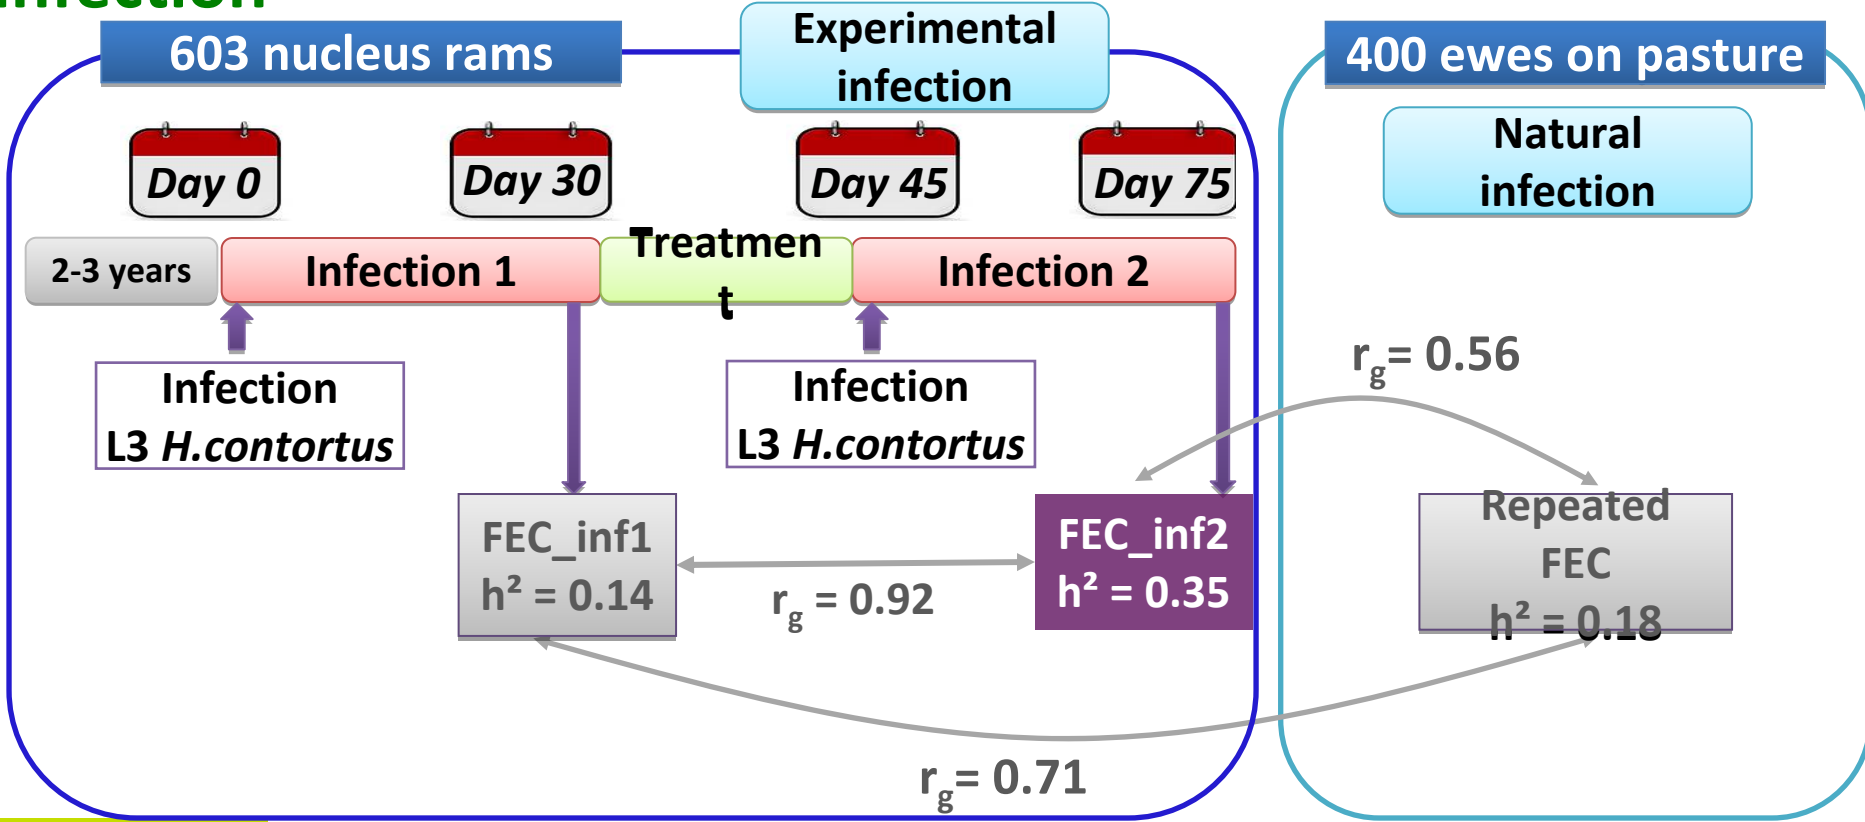 603 nucleus rams
Experimental
infection
400 ewes on pasture
Natural
infection
Day 0
Day 30
Day 45
Day 75
2-3 years
Infection 1
Treatmen
t
Infection 2
Infection
L3 H.contortus
Infection
L3 H.contortus
rg= 0.56
FEC_inf1
h² = 0.14
rg = 0.92
FEC_inf2
h² = 0.35
Repeated
FEC
h² = 0.18
rg= 0.71